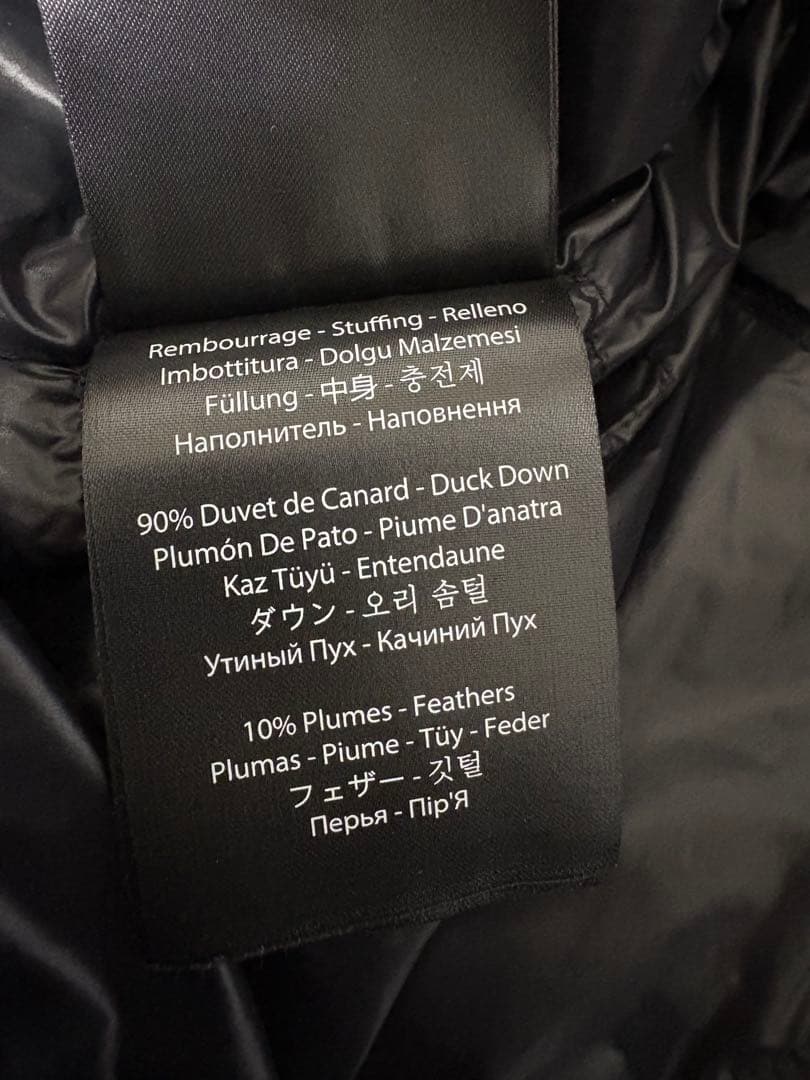 Rembourrage - Stuffing - Relleno
Imbottitura - Dolgu Malzemesi
Füllung - 中身 - 충전제
Наполнитель - Наповнення
90% Duvet de Canard - Duck Down
Plumón De Pato - Piume D'anatra
Kaz Tüyü - Entendaune
ダウン - 오리 솜털
Утиный Пух - Качиний Пух
10% Plumes - Feathers
Plumas - Piume - Tüy - Feder
フェザー - 깃털
Перья - Пір'Я